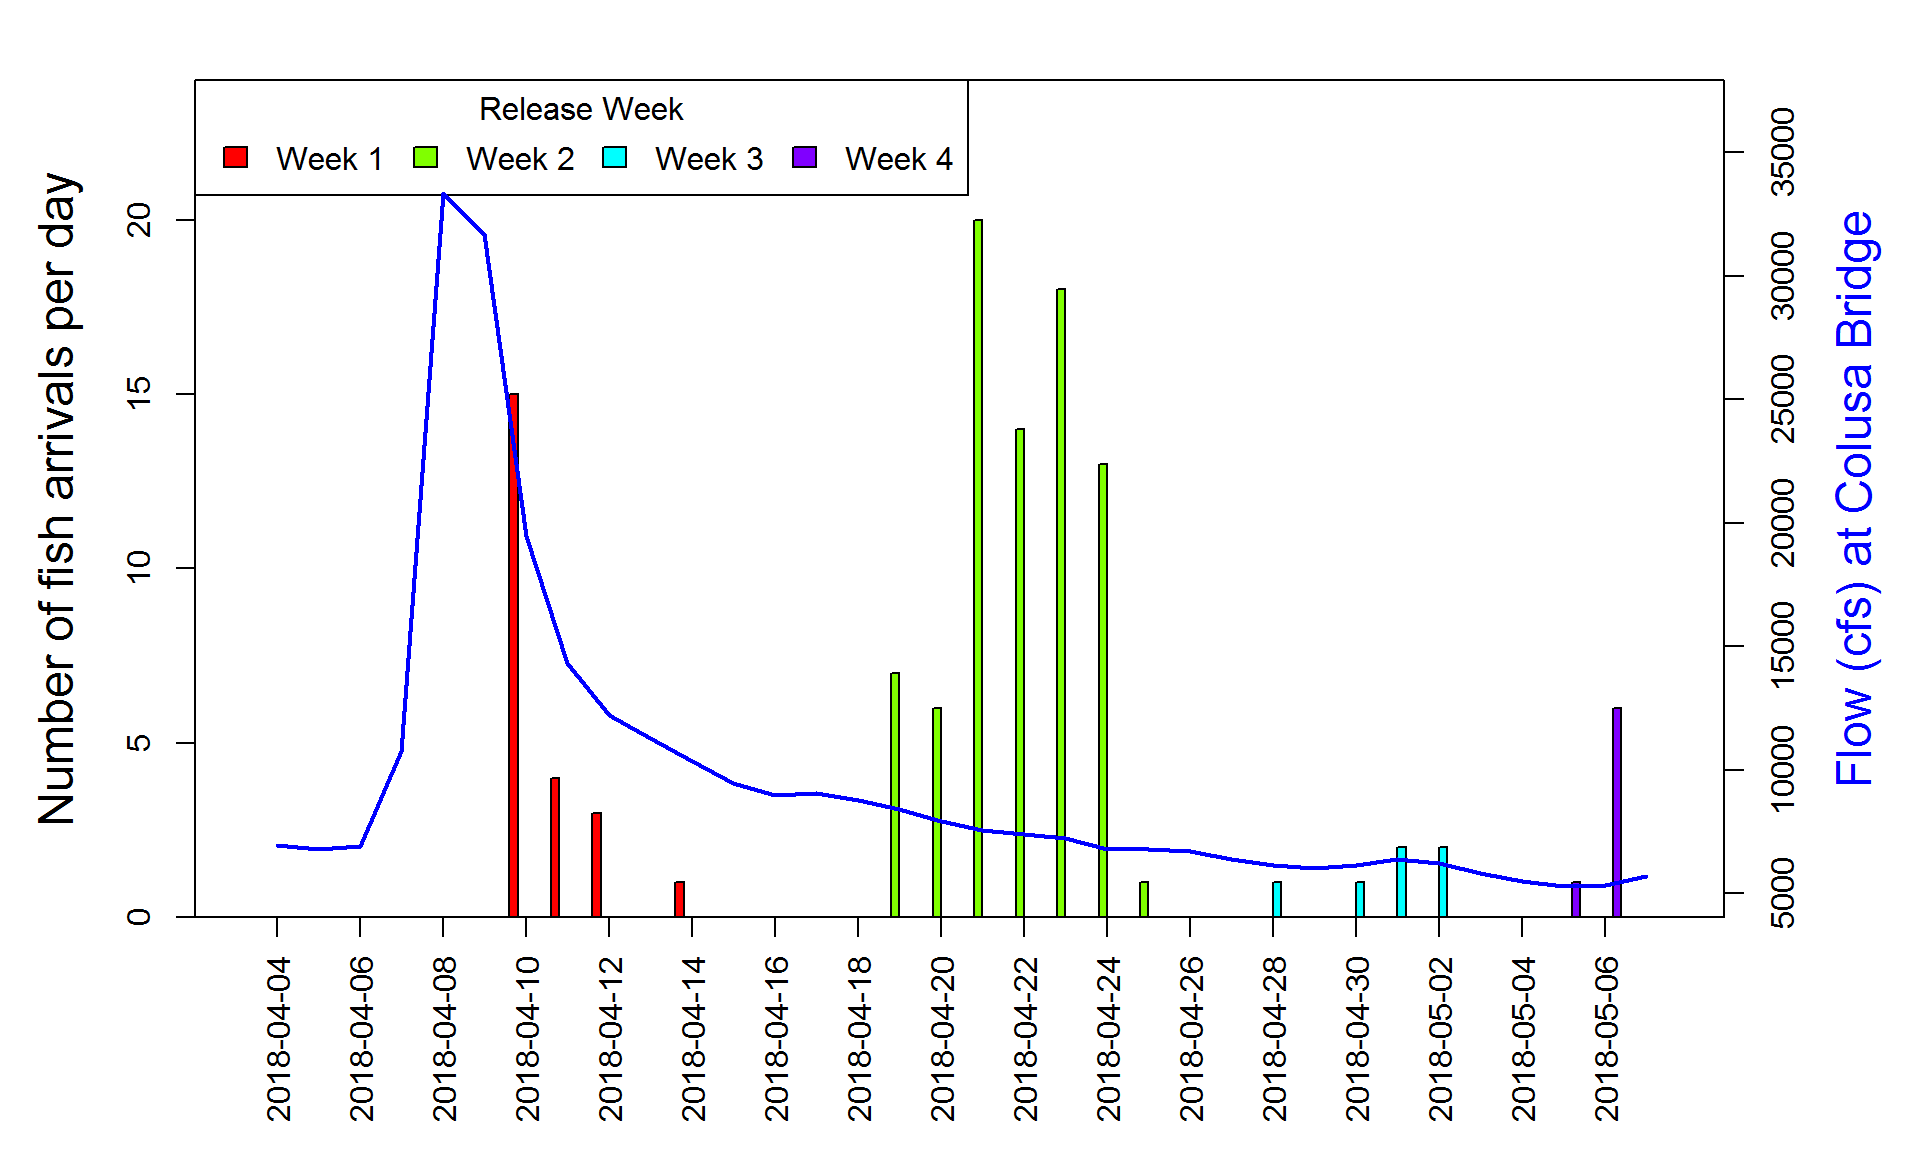 Release Week
Week 1 Week 2 Week 3 Week 4
Number of fish arrivals per day
0 5 10 15 20
5000 10000 15000 20000 25000 30000 35000
Flow (cfs) at Colusa Bridge
2018-04-04 2018-04-06 2018-04-08 2018-04-10 2018-04-12 2018-04-14 2018-04-16 2018-04-18 2018-04-20 2018-04-22 2018-04-24 2018-04-26 2018-04-28 2018-04-30 2018-05-02 2018-05-04 2018-05-06